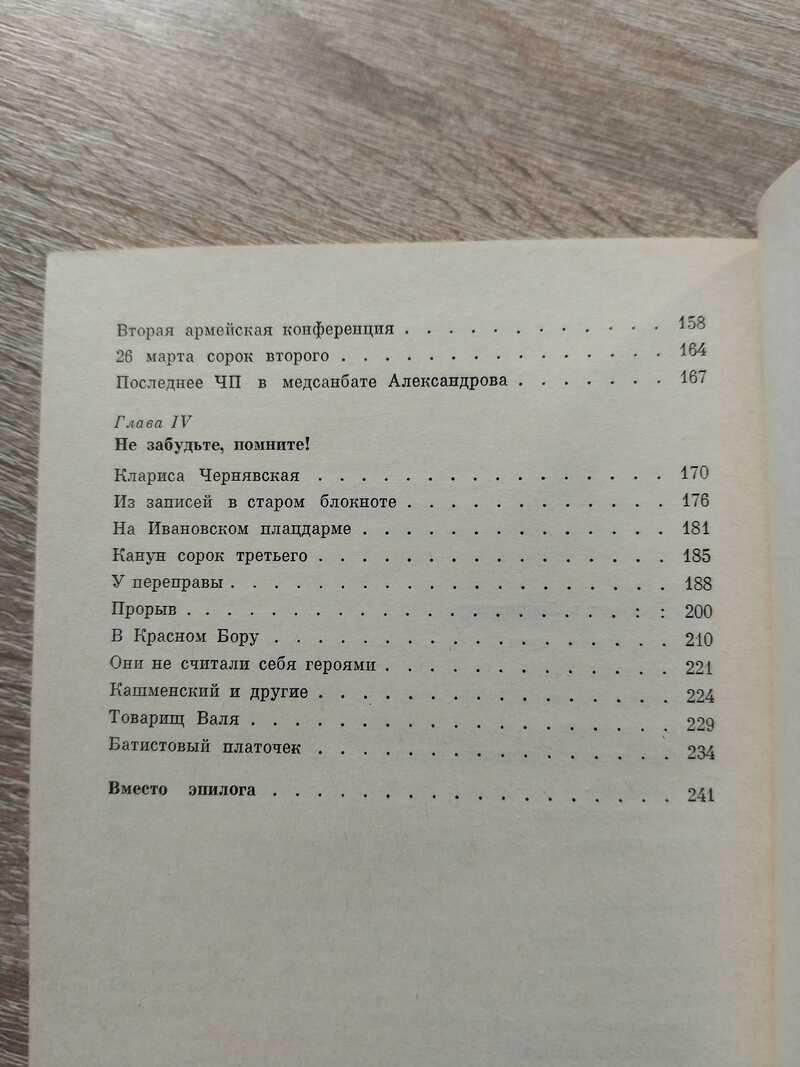 Вторая армейская конференция . . . . . . . . . . . . 158
26 марта сорок второго . . . . . . . . . . . . . . . 164
Последнее ЧП в медсанбате Александрова . . . . . . . 167
Глава IV
Не забудьте, помните!
Клариса Чернявская . . . . . . . . . . . . . . . . 170
Из записей в старом блокноте . . . . . . . . . . . . 176
На Ивановском плацдарме . . . . . . . . . . . . . . 181
Канун сорок третьего . . . . . . . . . . . . . . . . 185
У переправы . . . . . . . . . . . . . . . . . . . . 188
Прорыв . . . . . . . . . . . . . . . . . . . . : : 200
В Красном Бору . . . . . . . . . . . . . . . . . . 210
Они не считали себя героями . . . . . . . . . . . . . 221
Кашменский и другие . . . . . . . . . . . . . . . . 224
Товарищ Валя . . . . . . . . . . . . . . . . . . . 229
Батистовый платочек . . . . . . . . . . . . . . . . 234
Вместо эпилога . . . . . . . . . . . . . . . . . . 241